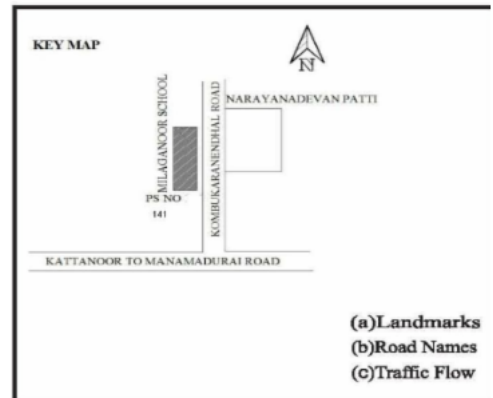 KEY MAP
N
NARAYANADEVAN PATTI
MILAGANOOR SCHOOL
KOMBUKARANENDHAL ROAD
PS NO
141
KATTANOOR TO MANAMADURAI ROAD
(a)Landmarks
(b)Road Names
(c)Traffic Flow